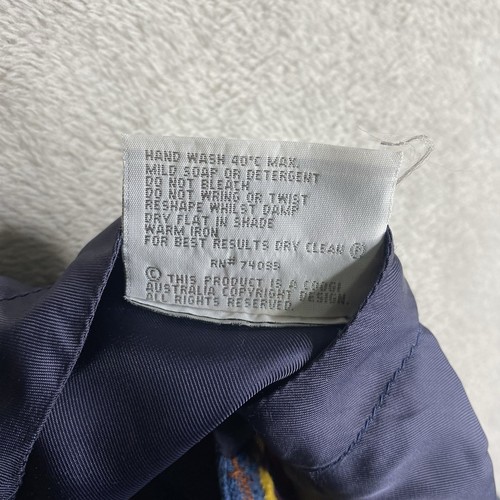 HAND WASH 40°C MAX.
MILD SOAP OR DETERGENT
DO NOT BLEACH
DO NOT WRING OR TWIST
RESHAPE WHILST DAMP
DRY FLAT IN SHADE
WARM IRON
FOR BEST RESULTS DRY CLEAN Ⓟ
RN# 74095
© THIS PRODUCT IS A COOGI
AUSTRALIA COPYRIGHT DESIGN.
ALL RIGHTS RESERVED.